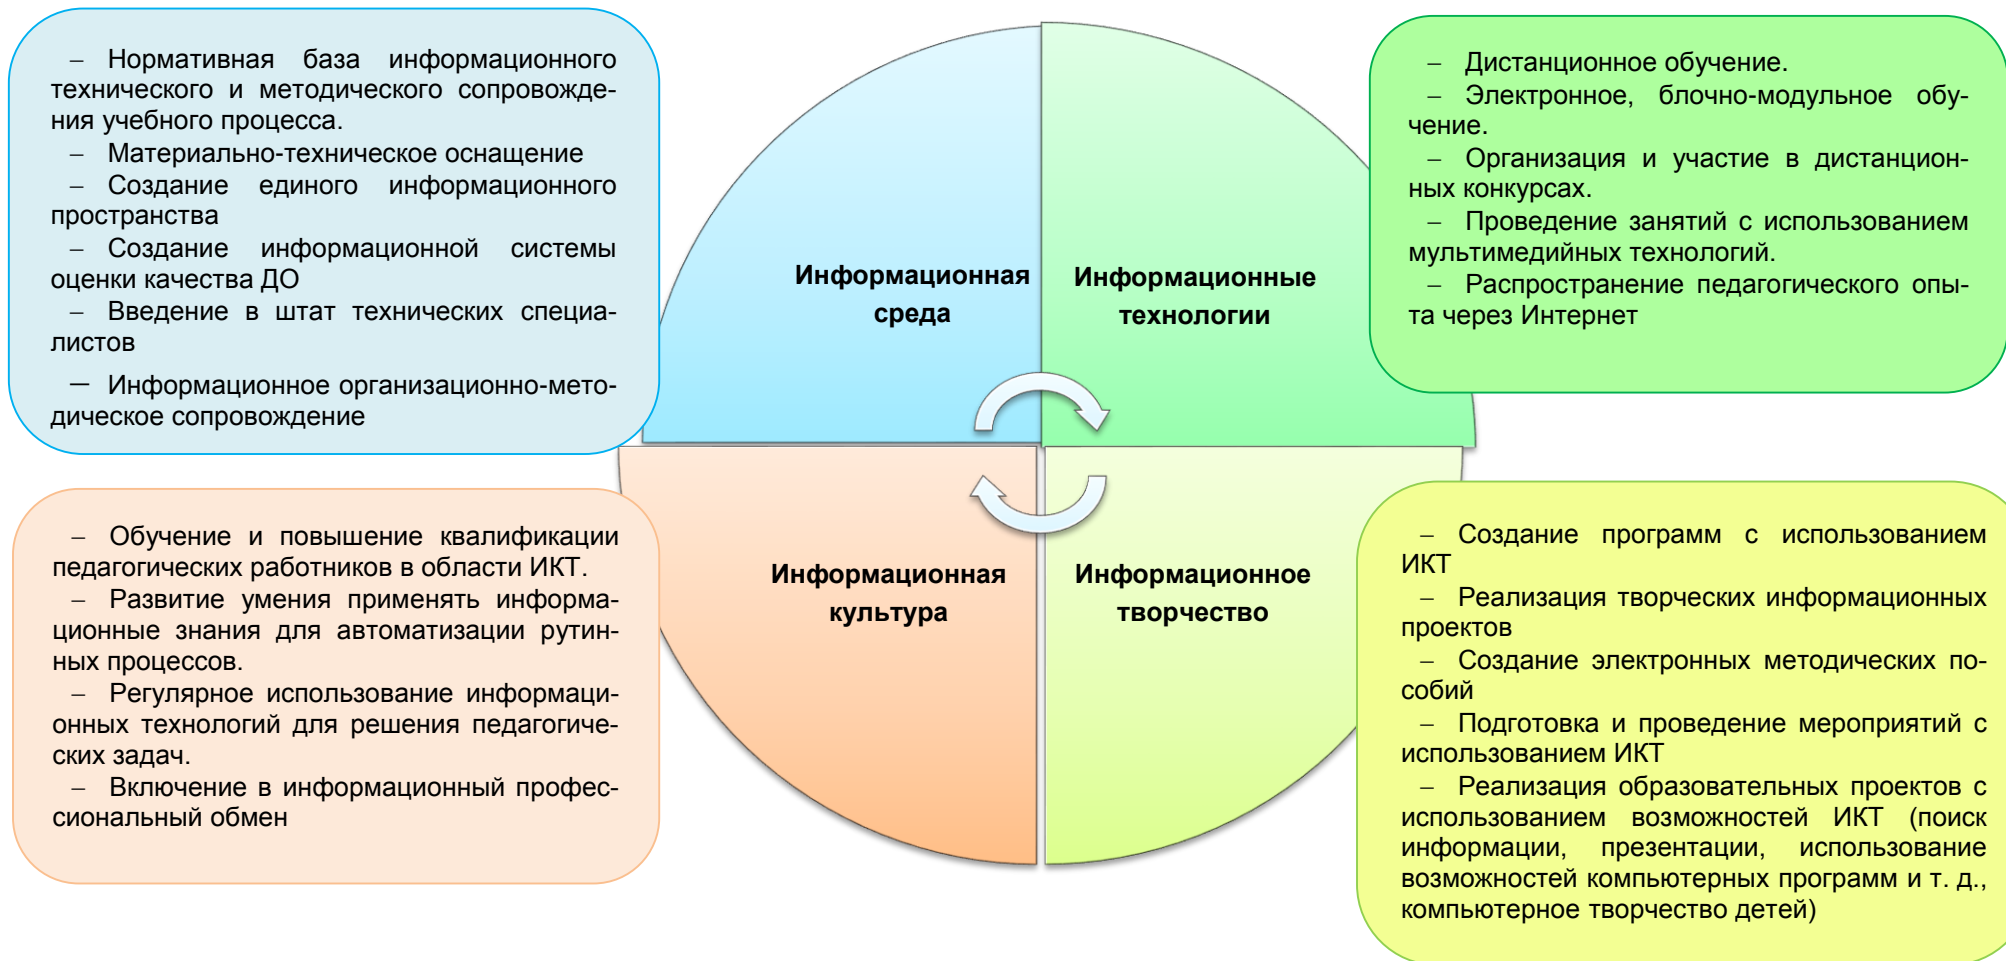 – Нормативная база информационного
технического и методического сопровожде-
ния учебного процесса.
– Материально-техническое оснащение
– Создание единого информационного
пространства
– Создание информационной системы
оценки качества ДО
– Введение в штат технических специа-
листов
– Информационное организационно-мето-
дическое сопровождение
Информационная
среда
Информационные
технологии
– Дистанционное обучение.
– Электронное, блочно-модульное обу-
чение.
– Организация и участие в дистанцион-
ных конкурсах.
– Проведение занятий с использованием
мультимедийных технологий.
– Распространение педагогического опы-
та через Интернет
– Обучение и повышение квалификации
педагогических работников в области ИКТ.
– Развитие умения применять информа-
ционные знания для автоматизации рутин-
ных процессов.
– Регулярное использование информаци-
онных технологий для решения педагогиче-
ских задач.
– Включение в информационный профес-
сиональный обмен
Информационная
культура
Информационное
творчество
– Создание программ с использованием
ИКТ
– Реализация творческих информационных
проектов
– Создание электронных методических по-
собий
– Подготовка и проведение мероприятий с
использованием ИКТ
– Реализация образовательных проектов с
использованием возможностей ИКТ (поиск
информации, презентации, использование
возможностей компьютерных программ и т. д.,
компьютерное творчество детей)